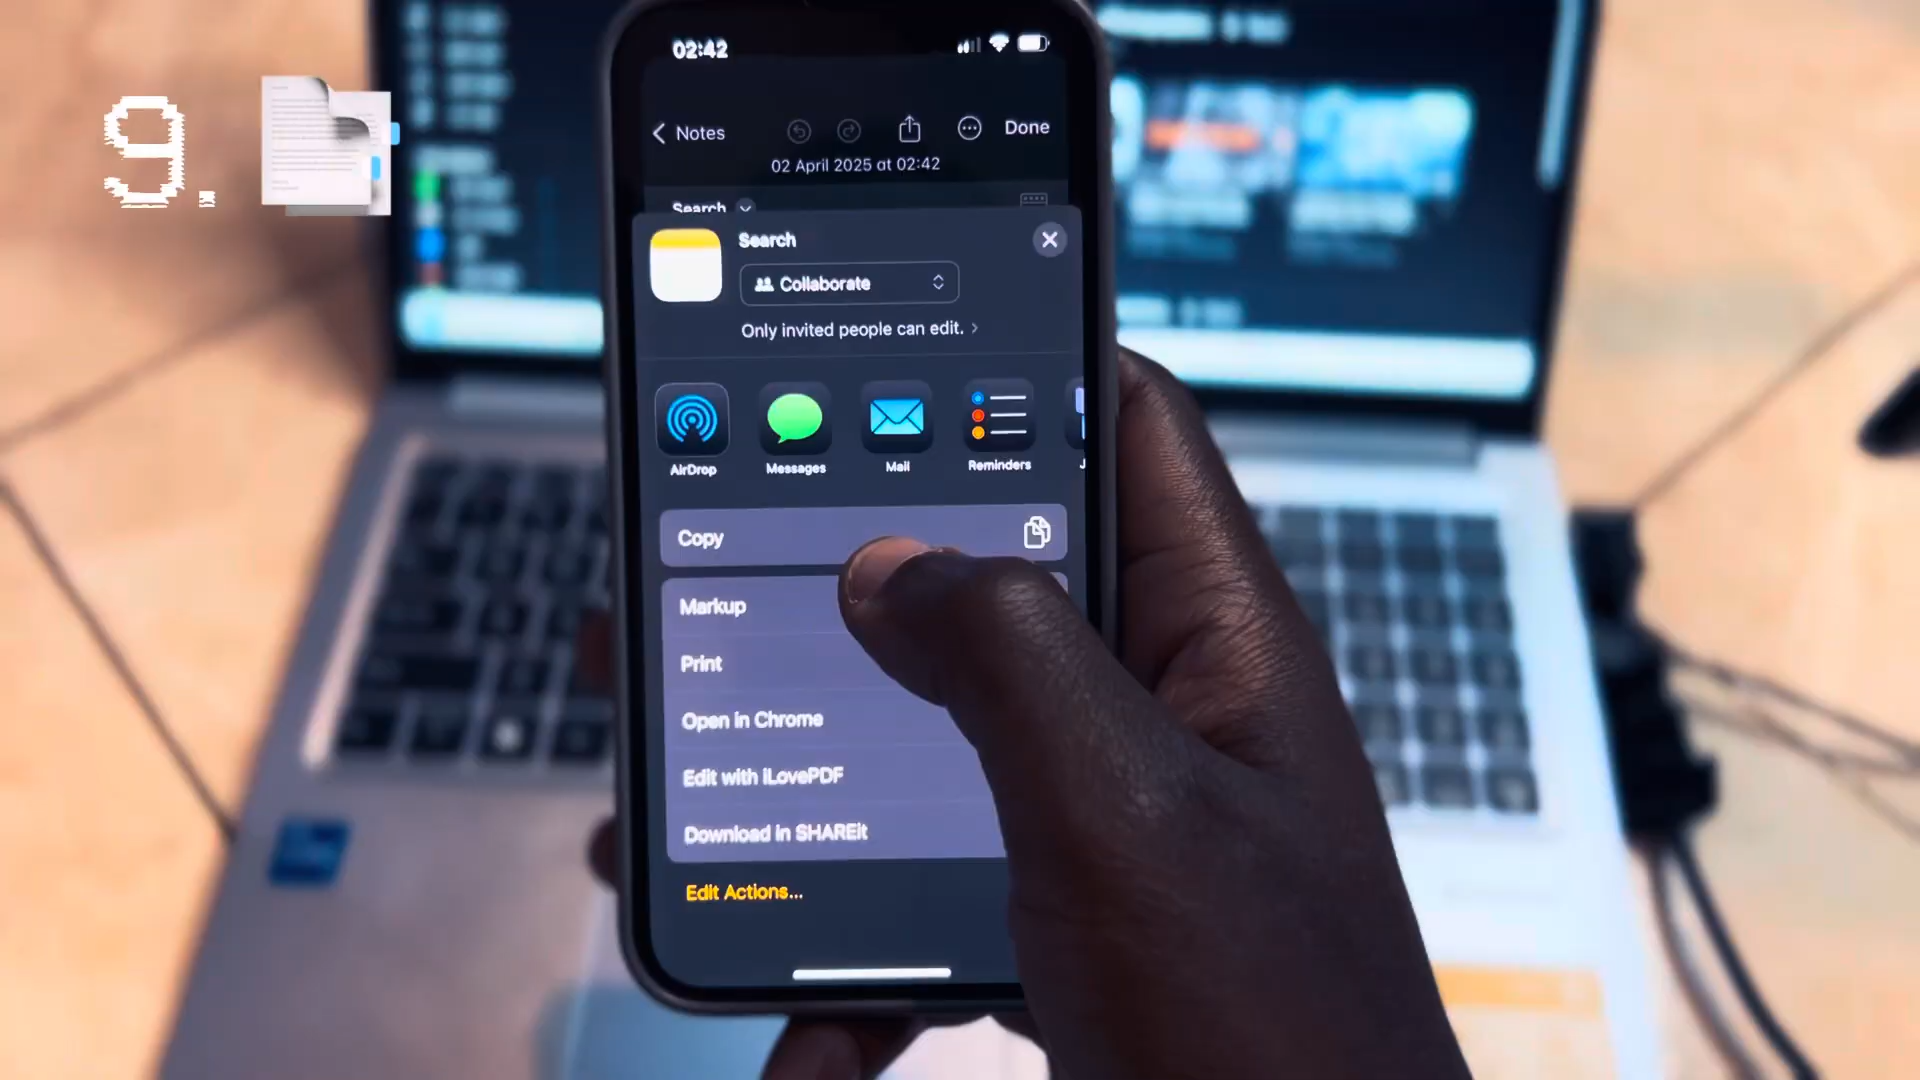 9.
02:42
Notes
Done
02 April 2025 at 02:42
Search
Search
Collaborate
Only invited people can edit.
AirDrop
Messages
Mail
Reminders
J
Copy
Markup
Print
Open in Chrome
Edit with iLovePDF
Download in SHAREit
Edit Actions...